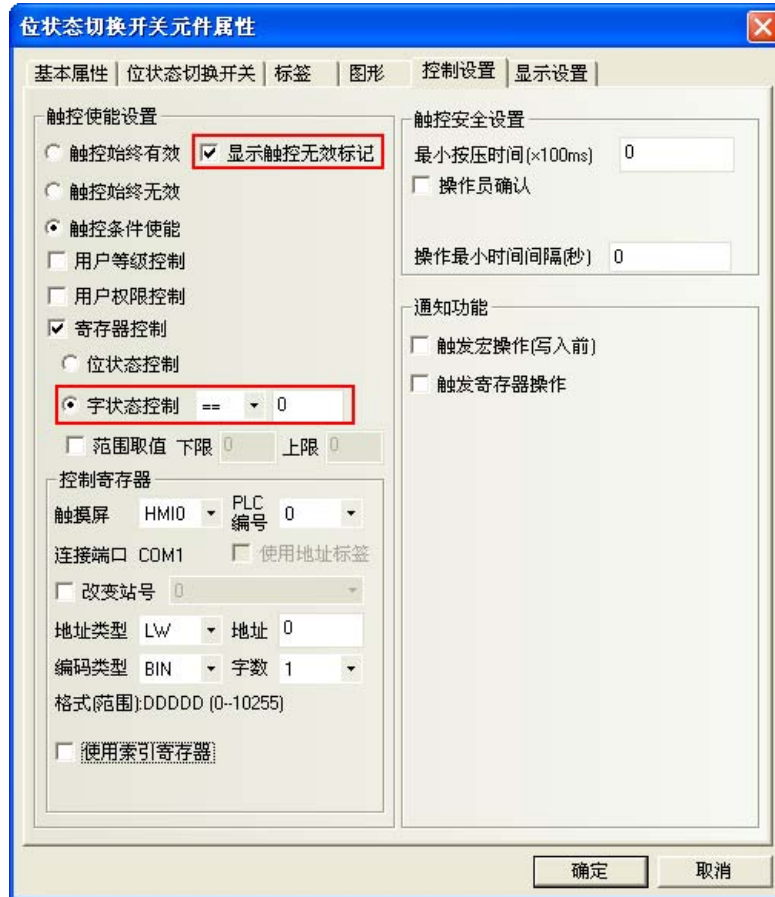 位状态切换开关元件属性
基本属性 位状态切换开关 标签 图形 控制设置 显示设置
触控使能设置
触控始终有效 显示触控无效标记
触控始终无效
触控条件使能
用户等级控制
用户权限控制
寄存器控制
位状态控制
字状态控制 == 0
范围取值 下限 0 上限 0
控制寄存器
触摸屏 HMI0 PLC编号 0
连接端口 COM1 使用地址标签
改变站号 0
地址类型 LW 地址 0
编码类型 BIN 字数 1
格式(范围):DDDDD (0--10255)
使用索引寄存器
触控安全设置
最小按压时间(×100ms) 0
操作员确认
操作最小时间间隔(秒) 0
通知功能
触发宏操作(写入前)
触发寄存器操作
确定 取消